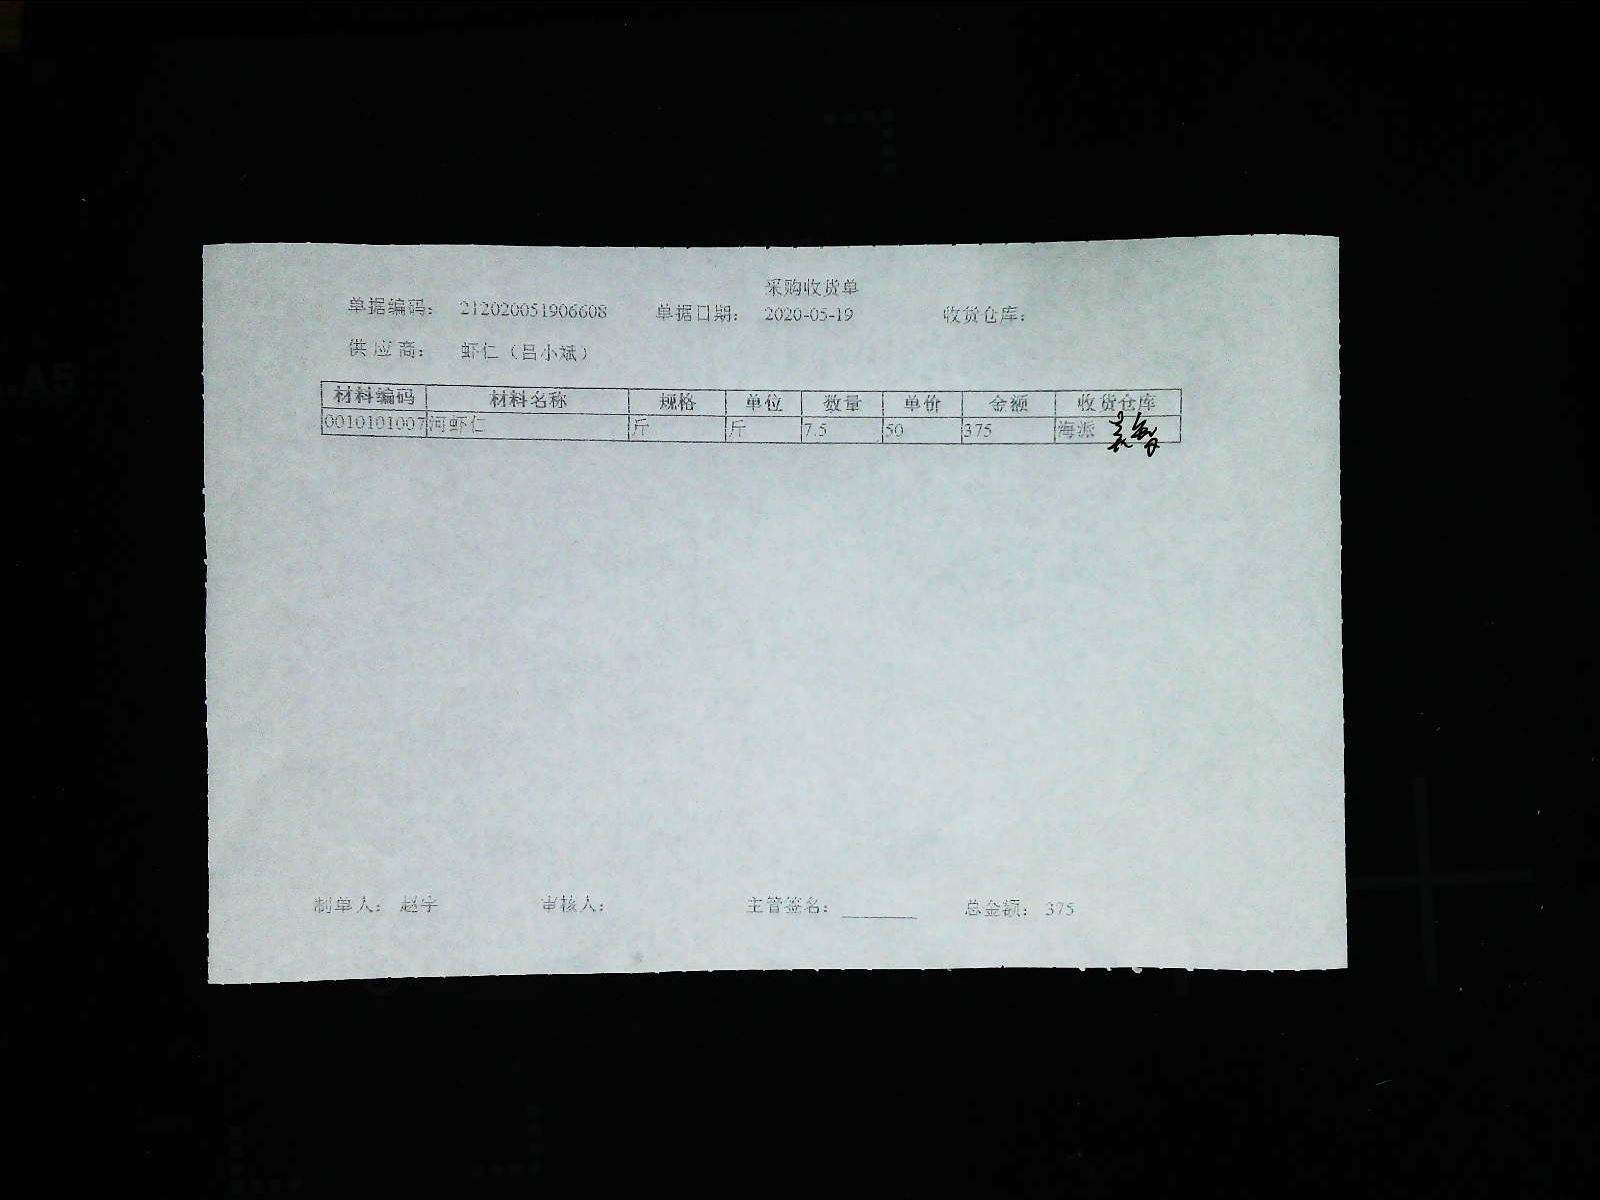 采购收货单
单据编码： 212020051906608 单据日期： 2020-05-19 收货仓库：
供应商： 虾仁（吕小斌）
材料编码 材料名称 规格 单位 数量 单价 金额 收货仓库
0010101007 河虾仁 斤 斤 7.5 50 375 海派
制单人： 赵宇 审核人： 主管签名： 总金额： 375